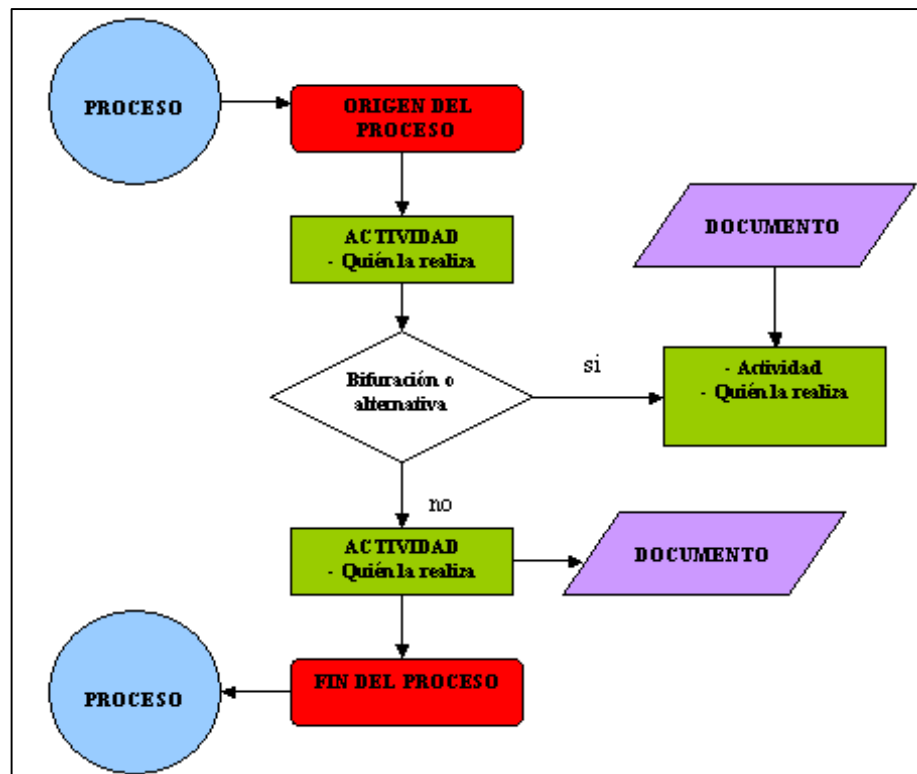 PROCESO
ORIGEN DEL
PROCESO
ACTIVIDAD
- Quién la realiza
DOCUMENTO
Bifuración o
alternativa
si
- Actividad
- Quién la realiza
no
ACTIVIDAD
- Quién la realiza
DOCUMENTO
FIN DEL PROCESO
PROCESO